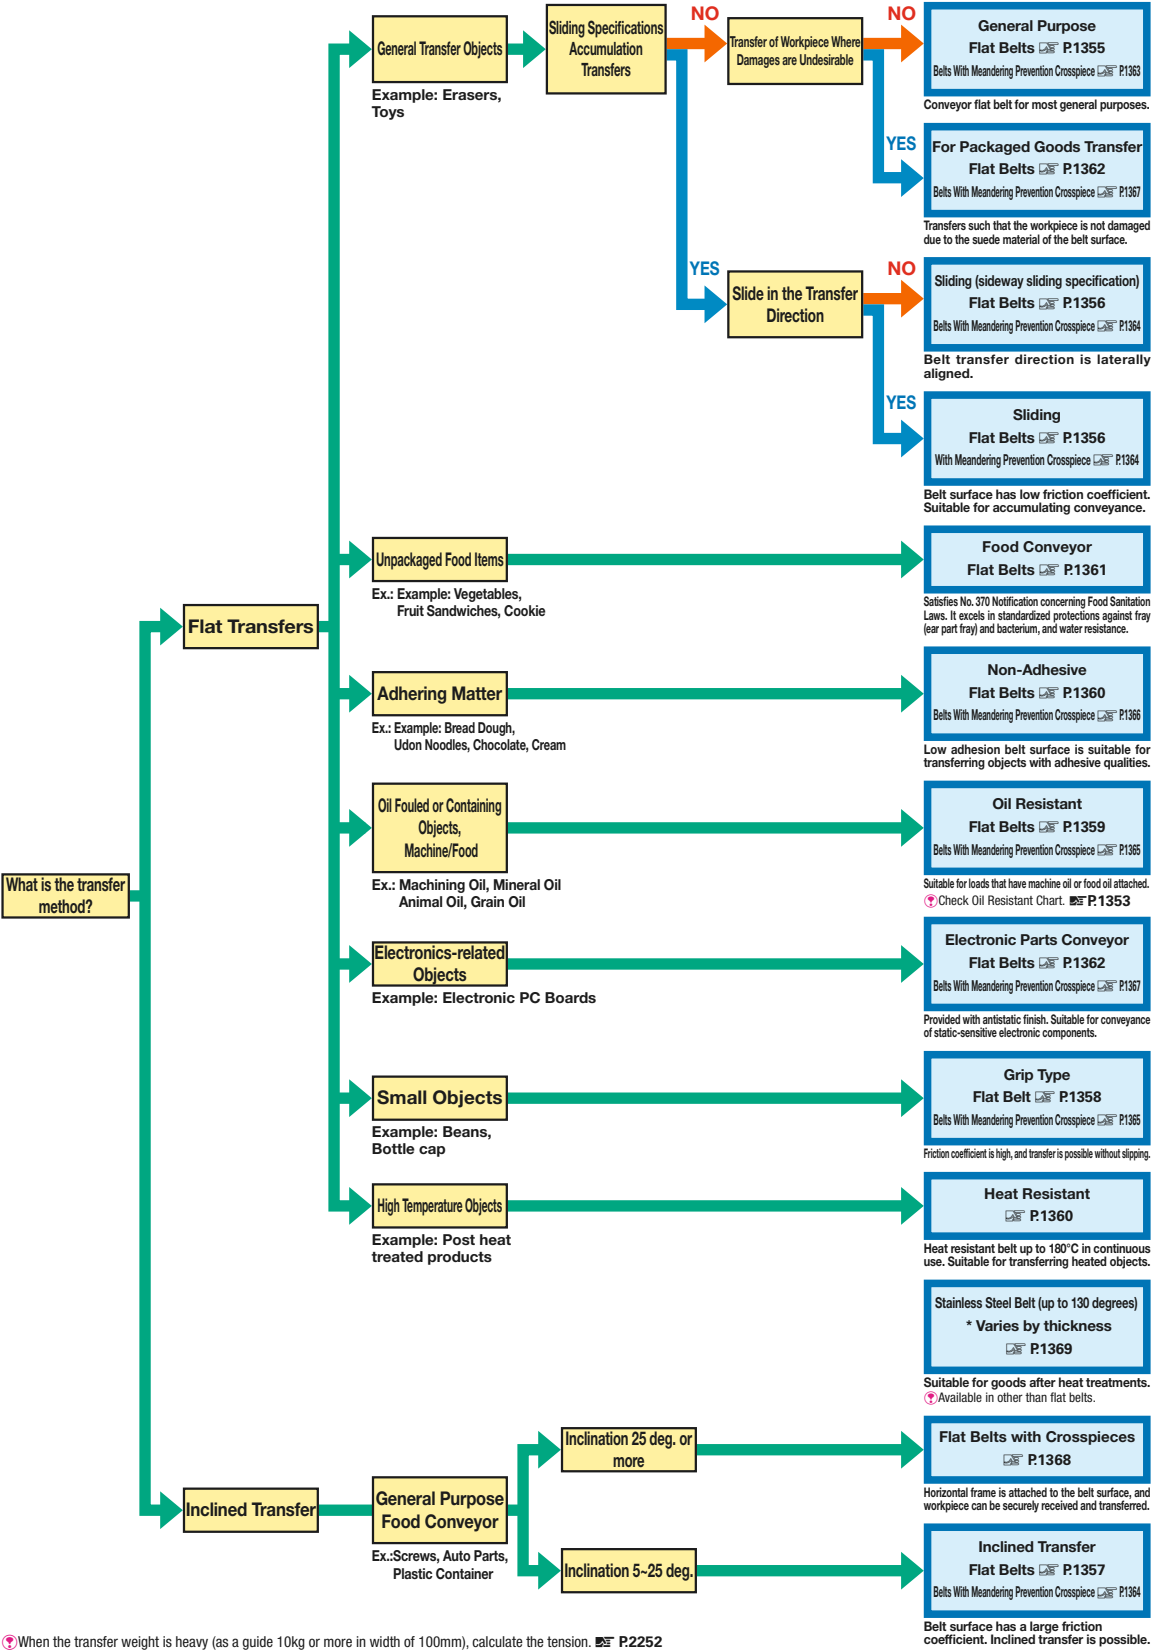 General Transfer Objects
Example: Erasers,
Toys
Sliding Specifications
Accumulation
Transfers
NO
Transfer of Workpiece Where
Damages are Undesirable
NO
General Purpose
Flat Belts P.1355
Belts With Meandering Prevention Crosspiece P.1363
Conveyor flat belt for most general purposes.
YES
For Packaged Goods Transfer
Flat Belts P.1362
Belts With Meandering Prevention Crosspiece P.1367
Transfers such that the workpiece is not damaged
due to the suede material of the belt surface.
YES
Slide in the Transfer
Direction
NO
Sliding (sideway sliding specification)
Flat Belts P.1356
Belts With Meandering Prevention Crosspiece P.1364
Belt transfer direction is laterally
aligned.
YES
Sliding
Flat Belts P.1356
With Meandering Prevention Crosspiece P.1364
Belt surface has low friction coefficient.
Suitable for accumulating conveyance.
Unpackaged Food Items
Ex.: Example: Vegetables,
Fruit Sandwiches, Cookie
Food Conveyor
Flat Belts P.1361
Satisfies No. 370 Notification concerning Food Sanitation
Laws. It excels in standardized protections against fray
(ear part fray) and bacterium, and water resistance.
Flat Transfers
Adhering Matter
Ex.: Example: Bread Dough,
Udon Noodles, Chocolate, Cream
Non-Adhesive
Flat Belts P.1360
Belts With Meandering Prevention Crosspiece P.1366
Low adhesion belt surface is suitable for
transferring objects with adhesive qualities.
Oil Fouled or Containing
Objects,
Machine/Food
Ex.: Machining Oil, Mineral Oil
Animal Oil, Grain Oil
Oil Resistant
Flat Belts P.1359
Belts With Meandering Prevention Crosspiece P.1365
Suitable for loads that have machine oil or food oil attached.
Check Oil Resistant Chart. P.1353
What is the transfer
method?
Electronics-related
Objects
Example: Electronic PC Boards
Electronic Parts Conveyor
Flat Belts P.1362
Belts With Meandering Prevention Crosspiece P.1367
Provided with antistatic finish. Suitable for conveyance
of static-sensitive electronic components.
Small Objects
Example: Beans,
Bottle cap
Grip Type
Flat Belt P.1358
Belts With Meandering Prevention Crosspiece P.1365
Friction coefficient is high, and transfer is possible without slipping.
High Temperature Objects
Example: Post heat
treated products
Heat Resistant
P.1360
Heat resistant belt up to 180°C in continuous
use. Suitable for transferring heated objects.
Stainless Steel Belt (up to 130 degrees)
* Varies by thickness
P.1369
Suitable for goods after heat treatments.
Available in other than flat belts.
Inclined Transfer
General Purpose
Food Conveyor
Ex.:Screws, Auto Parts,
Plastic Container
Inclination 25 deg. or
more
Flat Belts with Crosspieces
P.1368
Horizontal frame is attached to the belt surface, and
workpiece can be securely received and transferred.
Inclination 5~25 deg.
Inclined Transfer
Flat Belts P.1357
Belts With Meandering Prevention Crosspiece P.1364
Belt surface has a large friction
coefficient. Inclined transfer is possible.
When the transfer weight is heavy (as a guide 10kg or more in width of 100mm), calculate the tension. P.2252